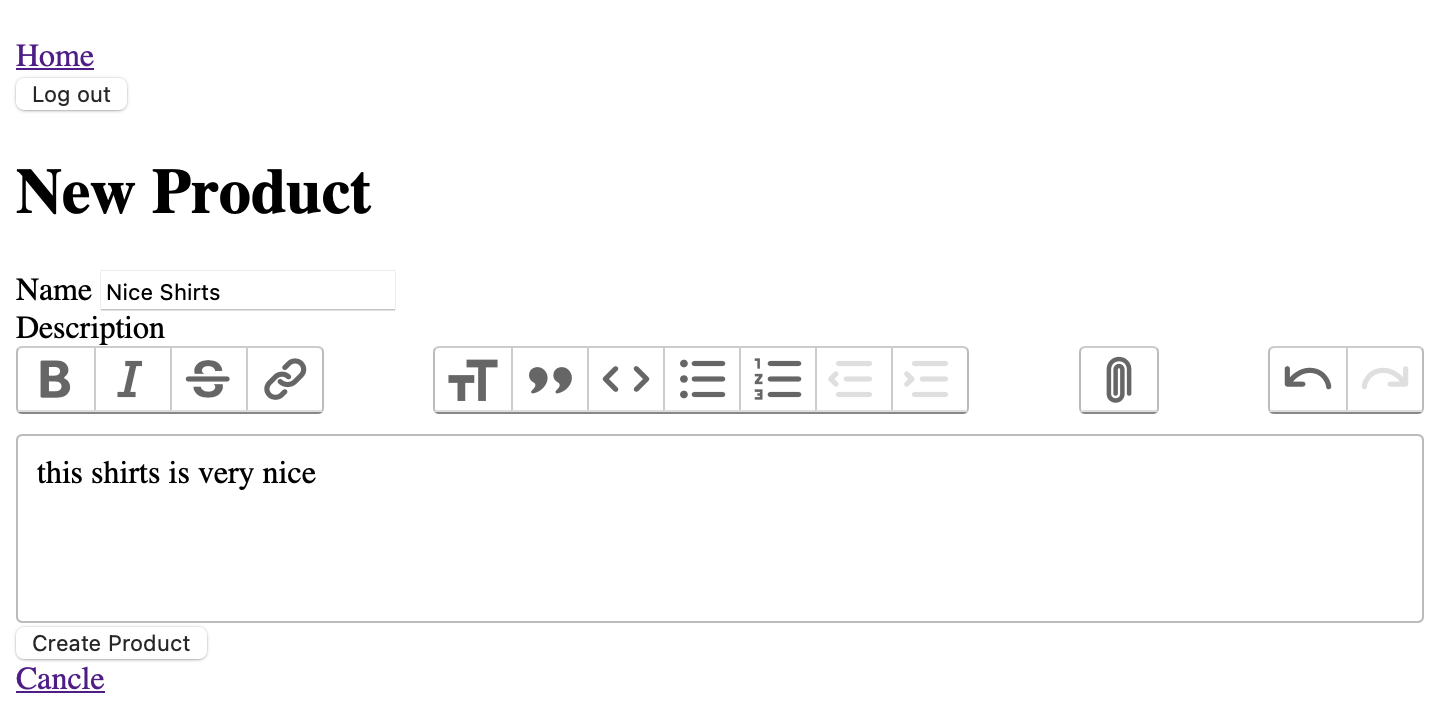 Home
Log out
New Product
Name Nice Shirts
Description
this shirts is very nice
Create Product
Cancle